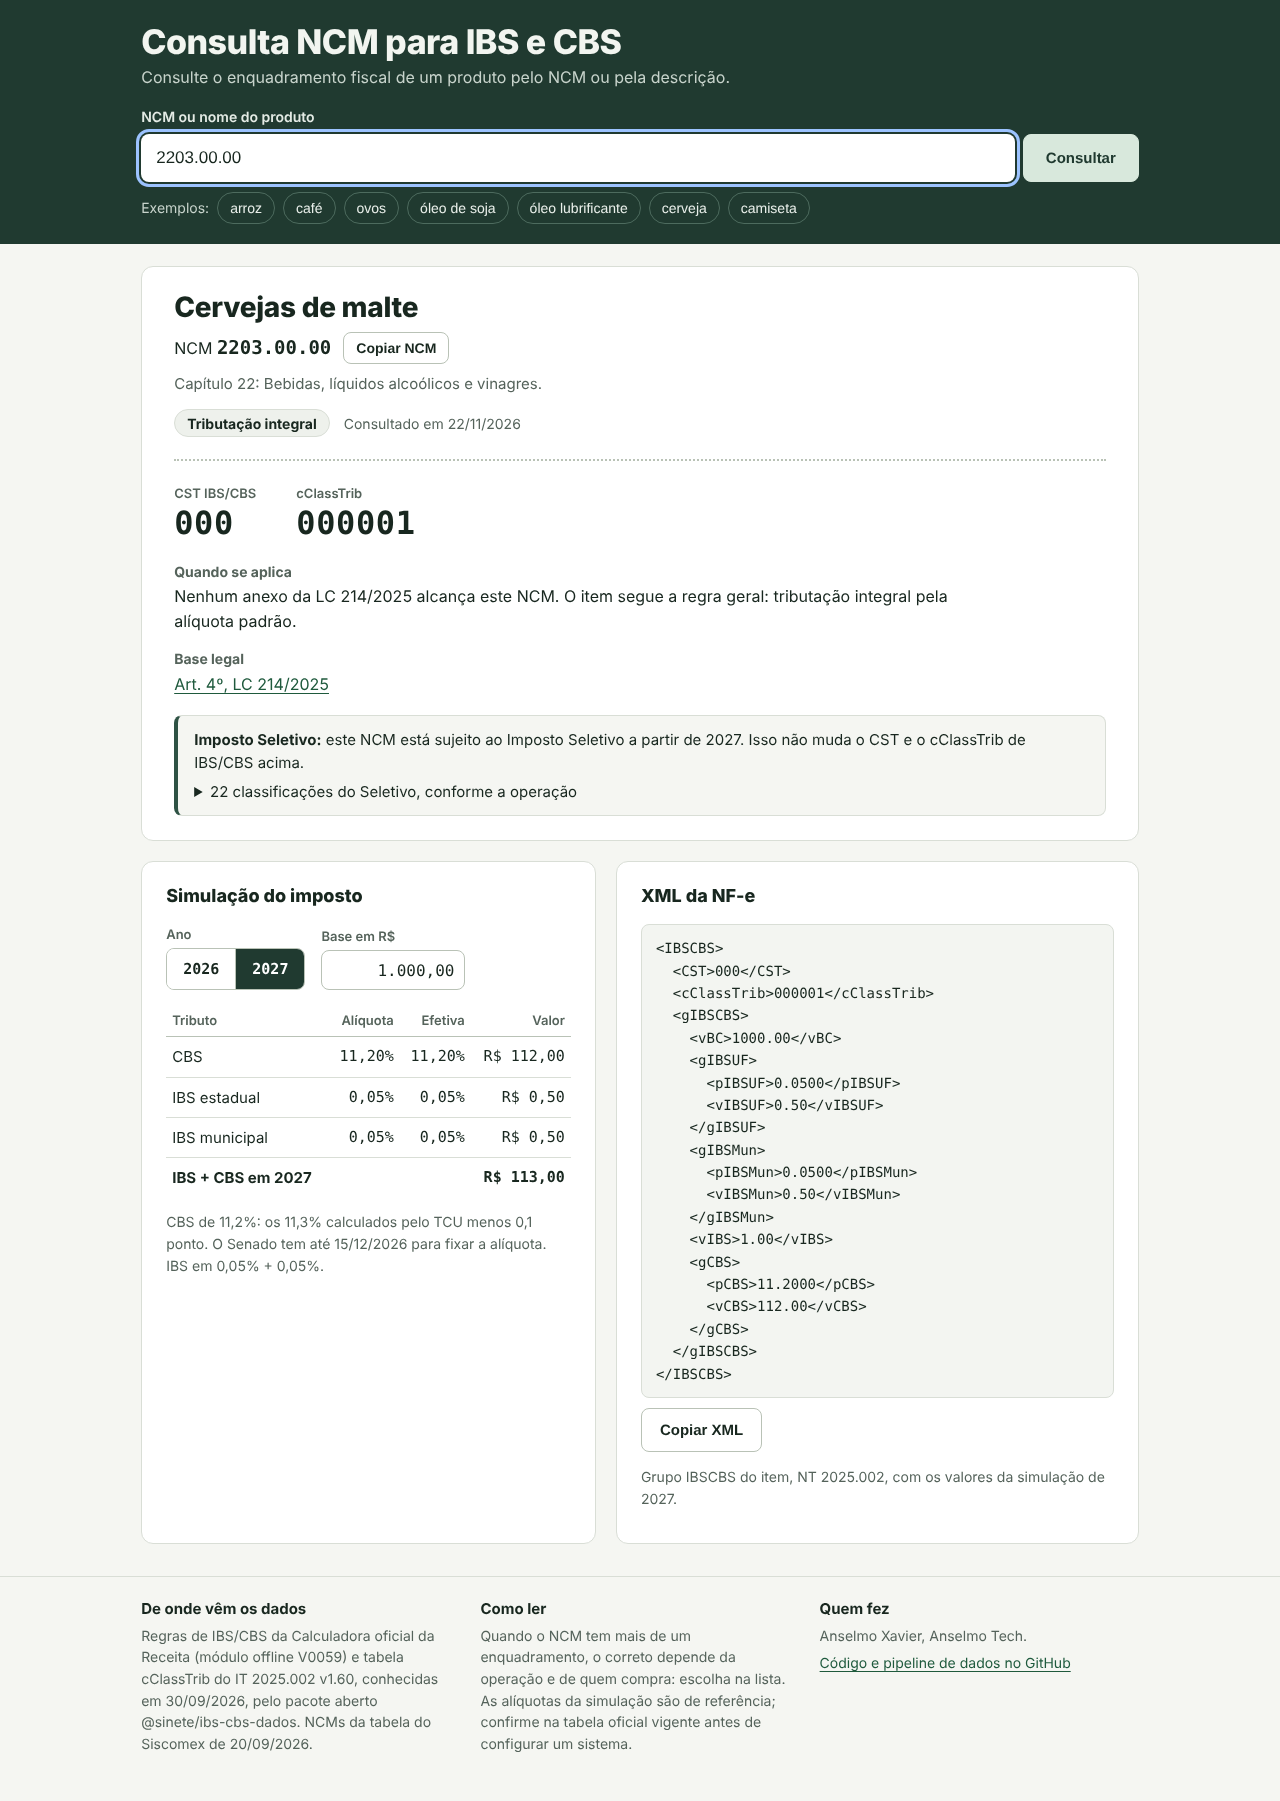 Consulta NCM para IBS e CBS
Consulte o enquadramento fiscal de um produto pelo NCM ou pela descrição.
NCM ou nome do produto
2203.00.00
Consultar
Exemplos: arroz café ovos óleo de soja óleo lubrificante cerveja camiseta
Cervejas de malte
NCM 2203.00.00 Copiar NCM
Capítulo 22: Bebidas, líquidos alcoólicos e vinagres.
Tributação integral Consultado em 22/11/2026
CST IBS/CBS cClassTrib
000 000001
Quando se aplica
Nenhum anexo da LC 214/2025 alcança este NCM. O item segue a regra geral: tributação integral pela
alíquota padrão.
Base legal
Art. 4º, LC 214/2025
Imposto Seletivo: este NCM está sujeito ao Imposto Seletivo a partir de 2027. Isso não muda o CST e o cClassTrib de
IBS/CBS acima.
▶ 22 classificações do Seletivo, conforme a operação
Simulação do imposto
Ano Base em R$
2026 2027 1.000,00
Tributo Alíquota Efetiva Valor
CBS 11,20% 11,20% R$ 112,00
IBS estadual 0,05% 0,05% R$ 0,50
IBS municipal 0,05% 0,05% R$ 0,50
IBS + CBS em 2027 R$ 113,00
CBS de 11,2%: os 11,3% calculados pelo TCU menos 0,1
ponto. O Senado tem até 15/12/2026 para fixar a alíquota.
IBS em 0,05% + 0,05%.
XML da NF-e
<IBSCBS>
  <CST>000</CST>
  <cClassTrib>000001</cClassTrib>
  <gIBSCBS>
    <vBC>1000.00</vBC>
    <gIBSUF>
      <pIBSUF>0.0500</pIBSUF>
      <vIBSUF>0.50</vIBSUF>
    </gIBSUF>
    <gIBSMun>
      <pIBSMun>0.0500</pIBSMun>
      <vIBSMun>0.50</vIBSMun>
    </gIBSMun>
    <vIBS>1.00</vIBS>
    <gCBS>
      <pCBS>11.2000</pCBS>
      <vCBS>112.00</vCBS>
    </gCBS>
  </gIBSCBS>
</IBSCBS>
Copiar XML
Grupo IBSCBS do item, NT 2025.002, com os valores da simulação de
2027.
De onde vêm os dados
Regras de IBS/CBS da Calculadora oficial da
Receita (módulo offline V0059) e tabela
cClassTrib do IT 2025.002 v1.60, conhecidas
em 30/09/2026, pelo pacote aberto
@sinete/ibs-cbs-dados. NCMs da tabela do
Siscomex de 20/09/2026.
Como ler
Quando o NCM tem mais de um
enquadramento, o correto depende da
operação e de quem compra: escolha na lista.
As alíquotas da simulação são de referência;
confirme na tabela oficial vigente antes de
configurar um sistema.
Quem fez
Anselmo Xavier, Anselmo Tech.
Código e pipeline de dados no GitHub